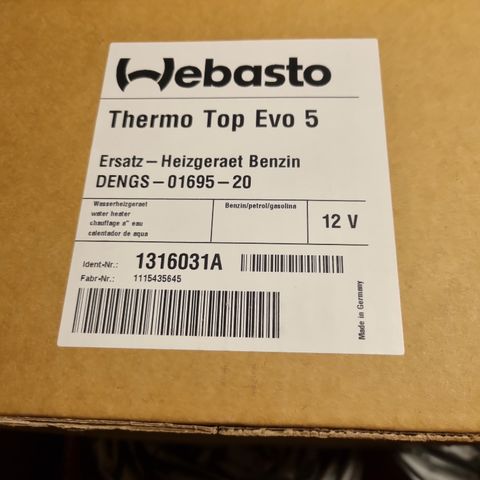 Webasto
Thermo Top Evo 5
Ersatz-Heizgeraet Benzin
DENGS-01695-20
Wasserheizgeraet
water heater
chauffage a" eau
calentador de aqua
Benzin/petrol/gasolina
12 V
Ident-Nr.: 1316031A
Fabr-Nr.: 1115435645
Made in Germany